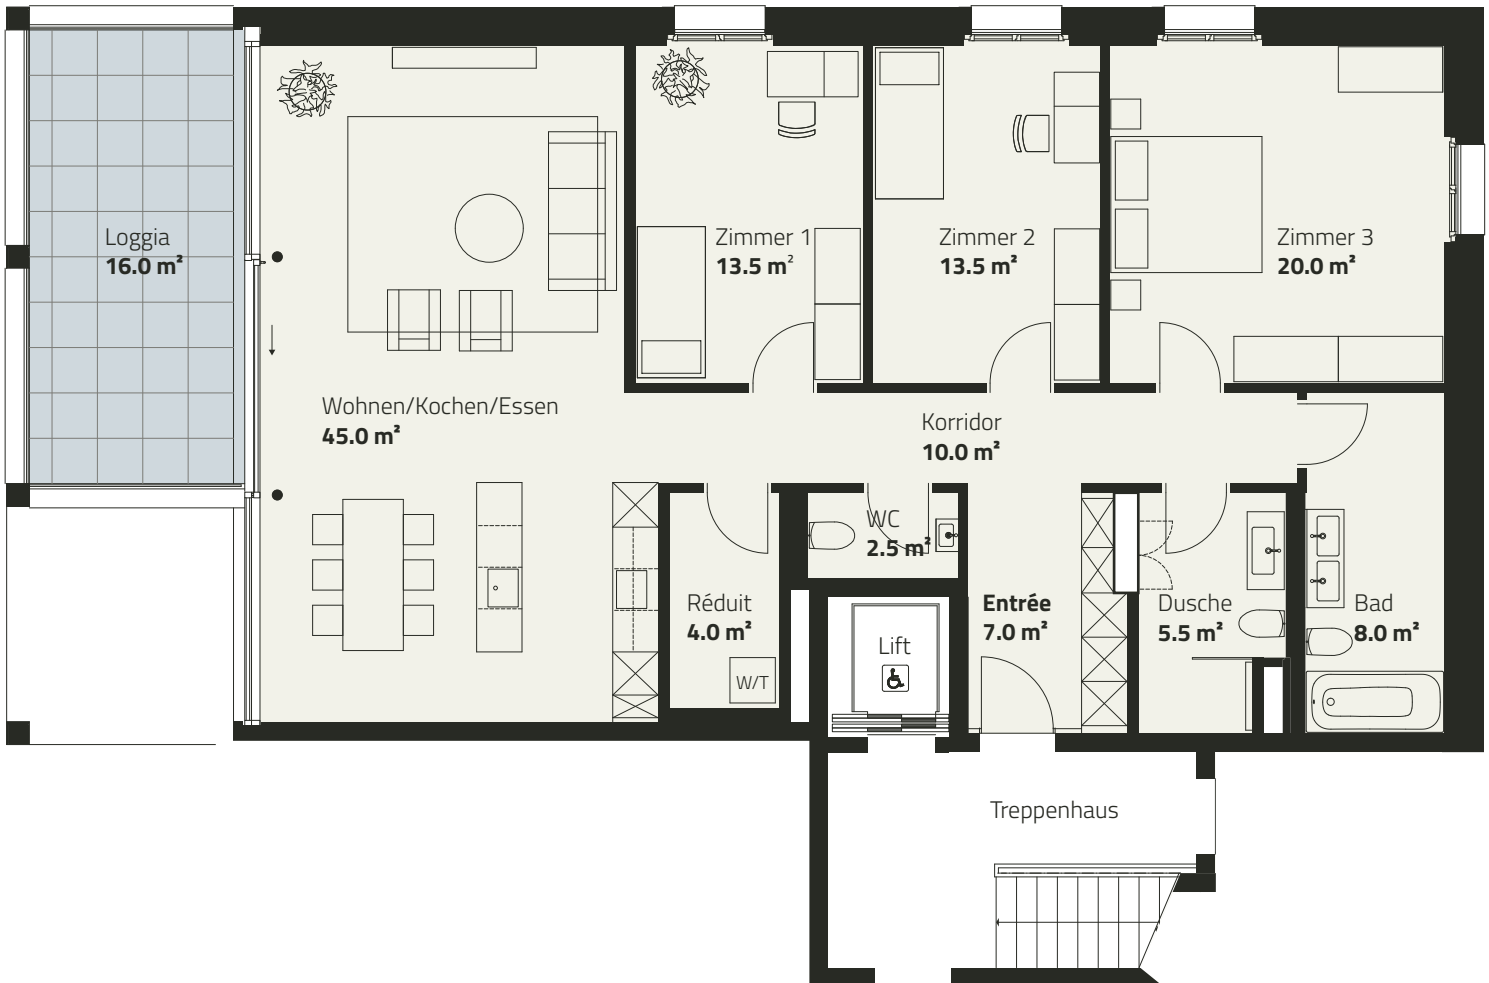 Loggia
16.0 m²
Zimmer 1
13.5 m²
Zimmer 2
13.5 m²
Zimmer 3
20.0 m²
Wohnen/Kochen/Essen
45.0 m²
Korridor
10.0 m²
WC
2.5 m²
Réduit
4.0 m²
W/T
Lift
Entrée
7.0 m²
Dusche
5.5 m²
Bad
8.0 m²
Treppenhaus